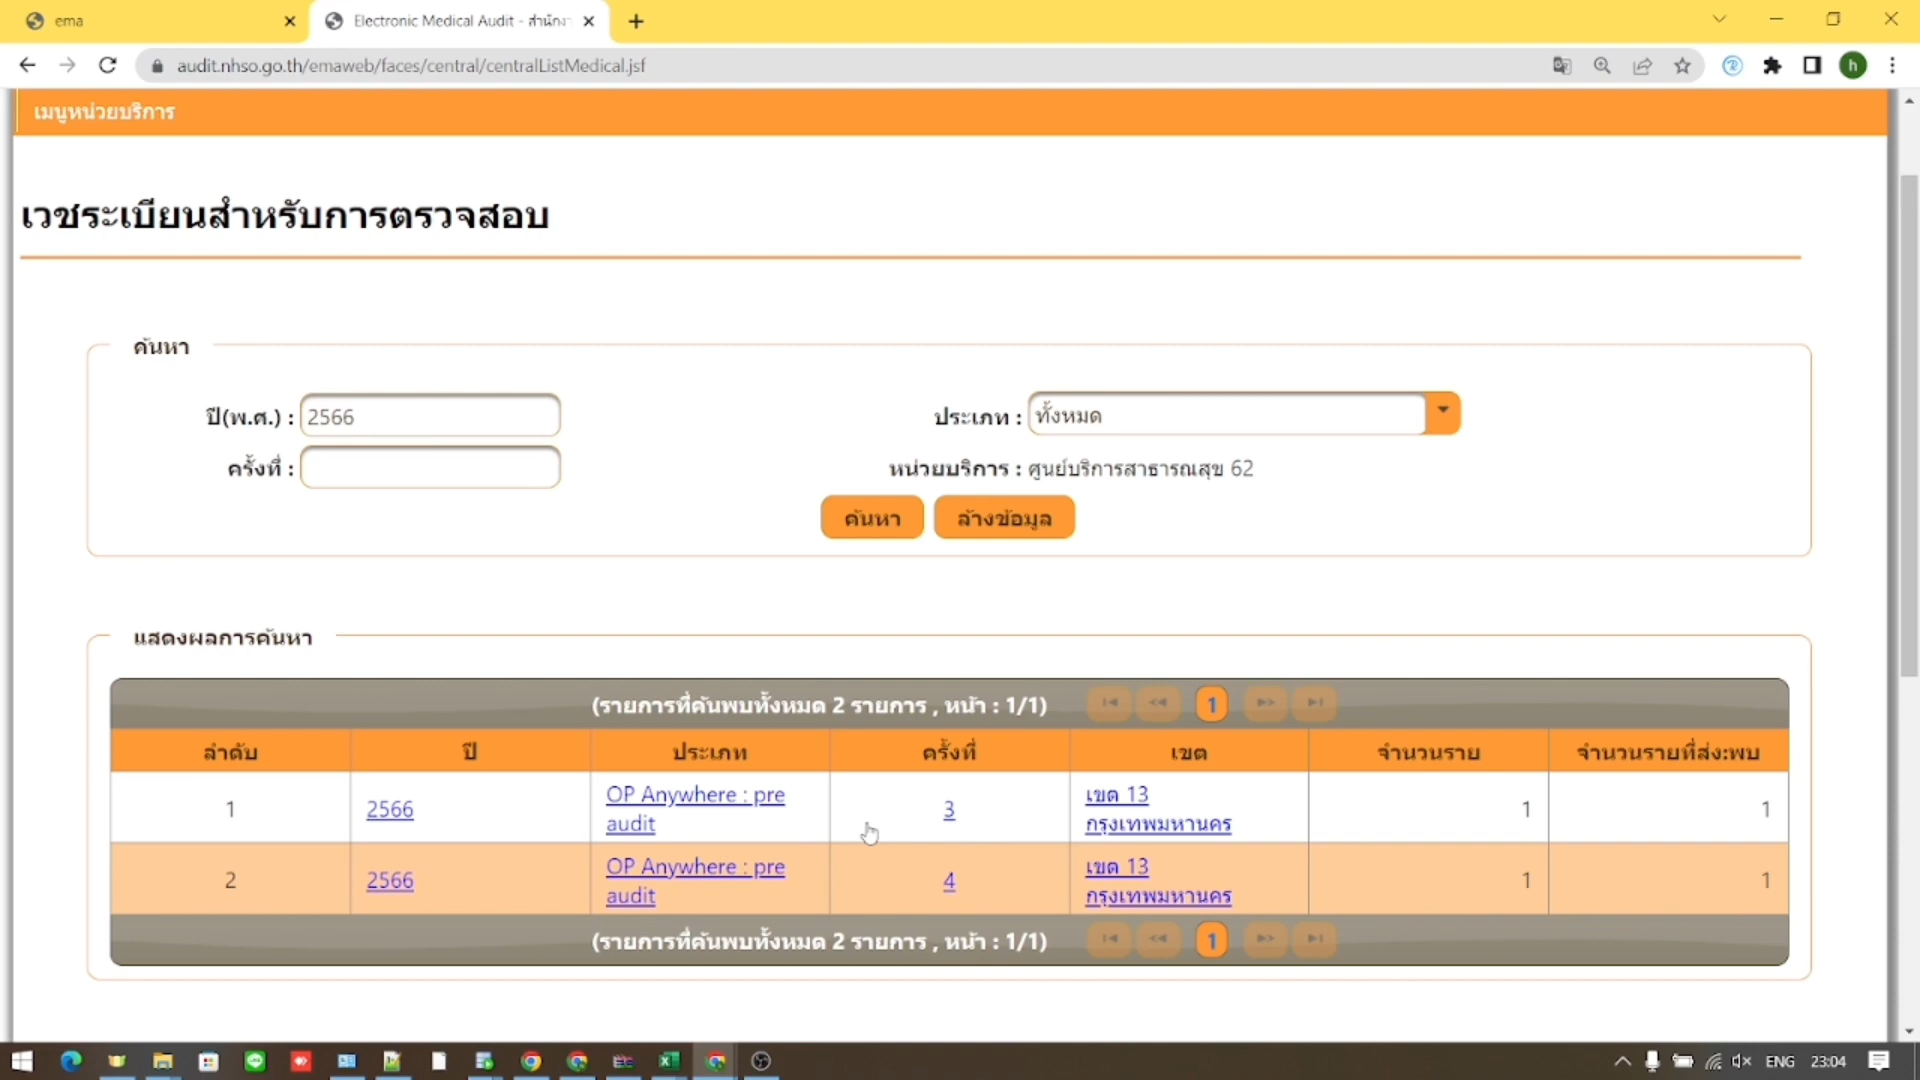 ema
Electronic Medical Audit - สำนักงา
audit.nhso.go.th/emaweb/faces/central/centralListMedical.jsf
h
เมนูหน่วยบริการ
เวชระเบียนสำหรับการตรวจสอบ
ค้นหา
ปี(พ.ศ.) : 2566
ประเภท : ทั้งหมด
ครั้งที่ :
หน่วยบริการ : ศูนย์บริการสาธารณสุข 62
ค้นหา ล้างข้อมูล
แสดงผลการค้นหา
(รายการที่ค้นพบทั้งหมด 2 รายการ , หน้า : 1/1) 1
ลำดับ ปี ประเภท ครั้งที่ เขต จำนวนราย จำนวนรายที่ส่ง:พบ
1 2566 OP Anywhere : pre audit 3 เขต 13 กรุงเทพมหานคร 1 1
2 2566 OP Anywhere : pre audit 4 เขต 13 กรุงเทพมหานคร 1 1
(รายการที่ค้นพบทั้งหมด 2 รายการ , หน้า : 1/1) 1
ENG 23:04